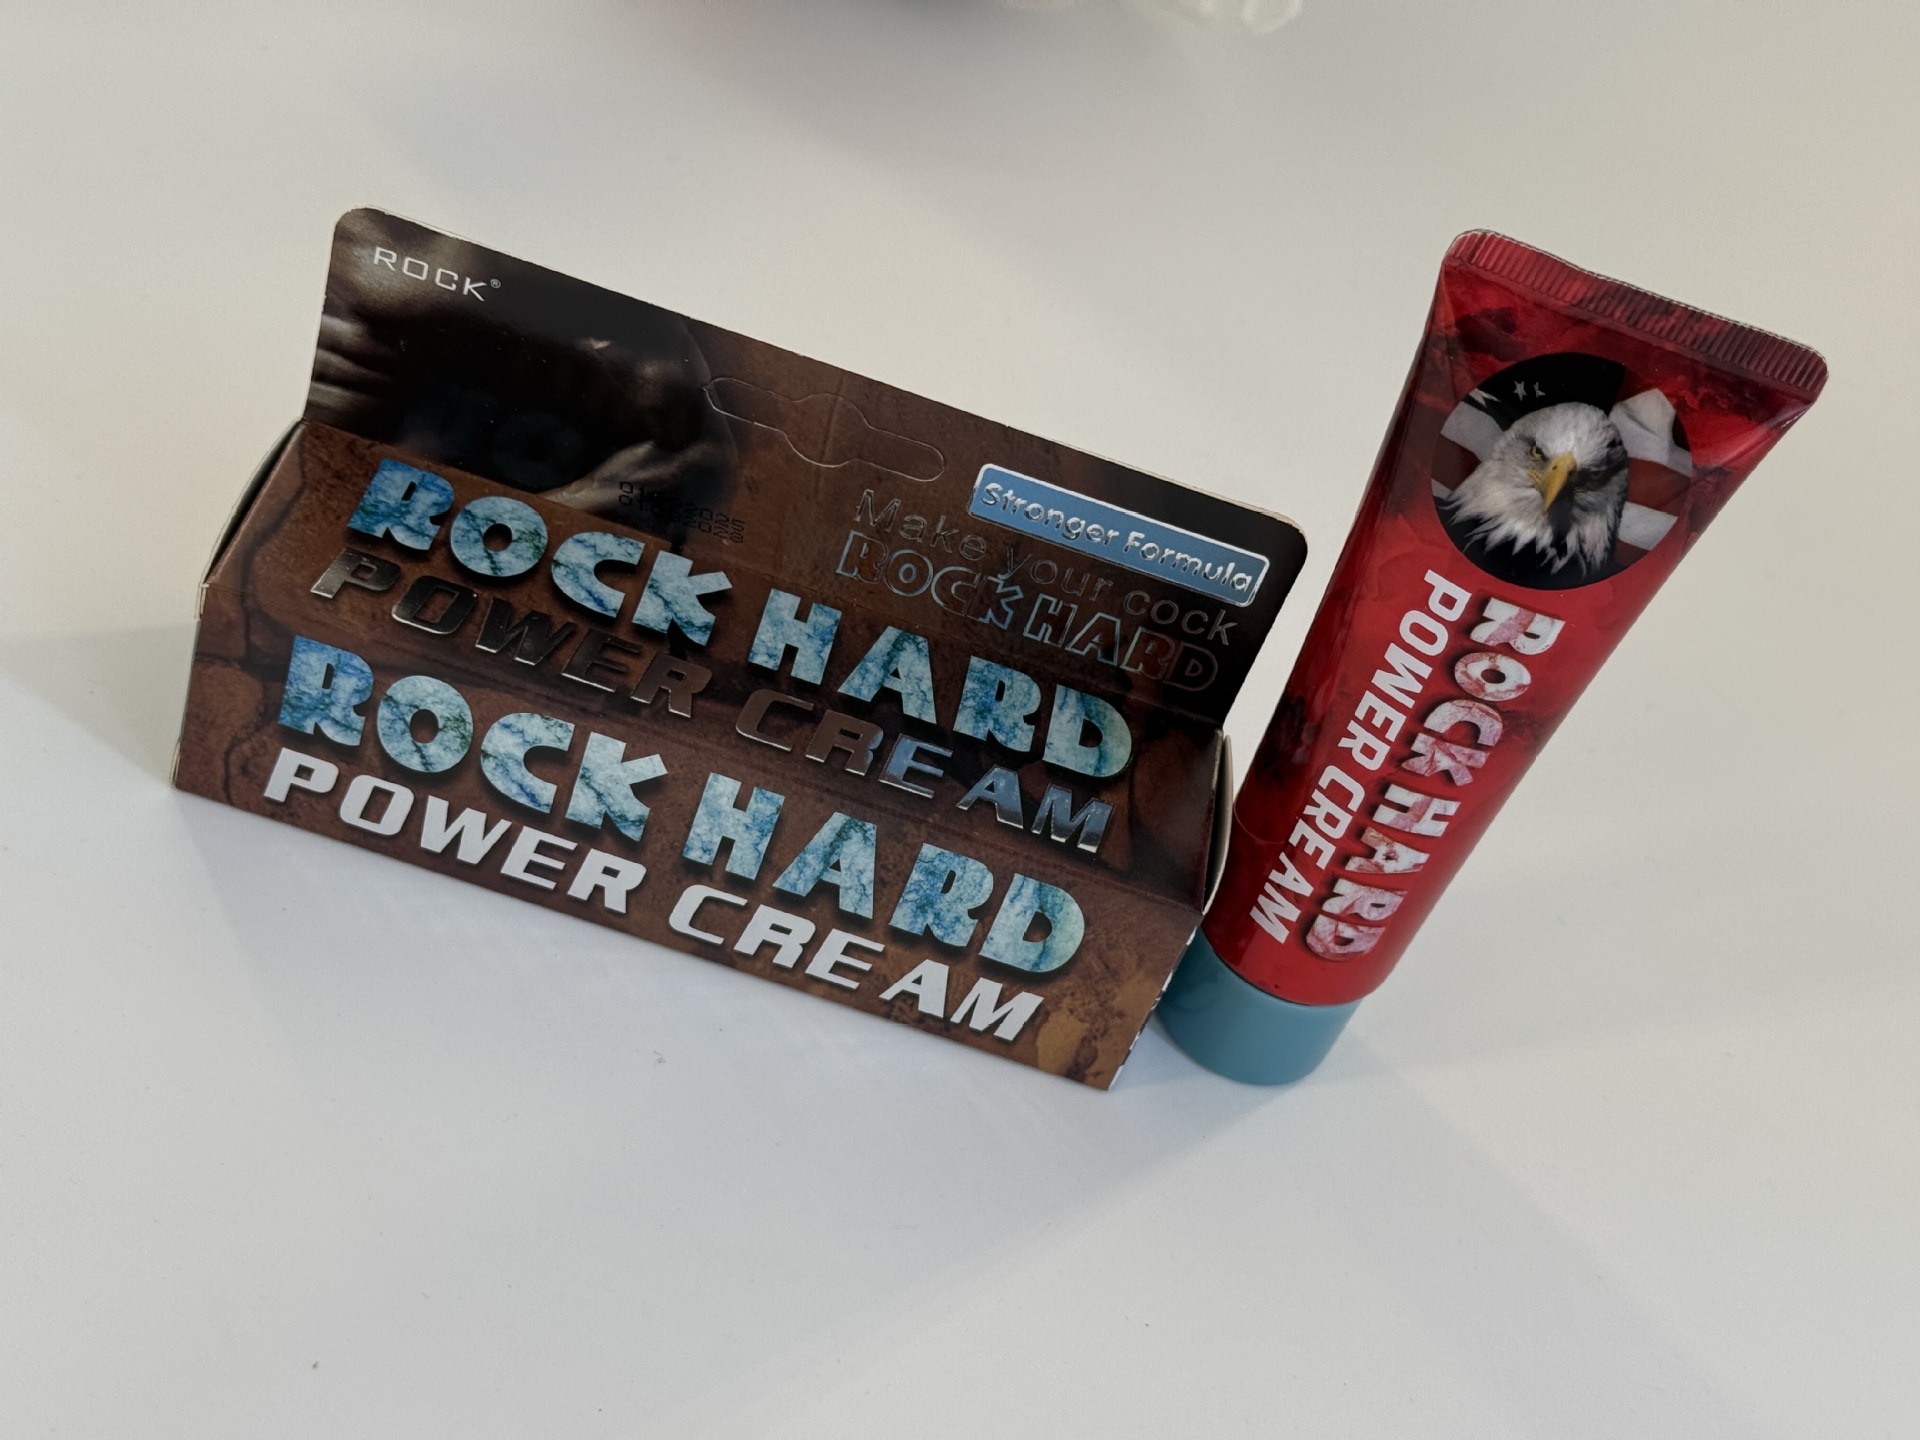 ROCK®
Stronger Formula
Make your cock
ROCK HARD
ROCK HARD
POWER CREAM
ROCK HARD
POWER CREAM
ROCK HARD
POWER CREAM